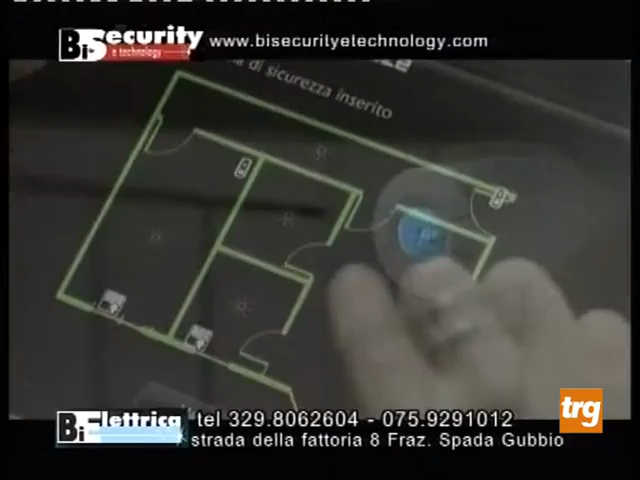 BiSecurity
e technology
www.bisecurityetechnology.com
di sicurezza inserito
BiElettrica
tel 329.8062604 - 075.9291012
strada della fattoria 8 Fraz. Spada Gubbio
trg